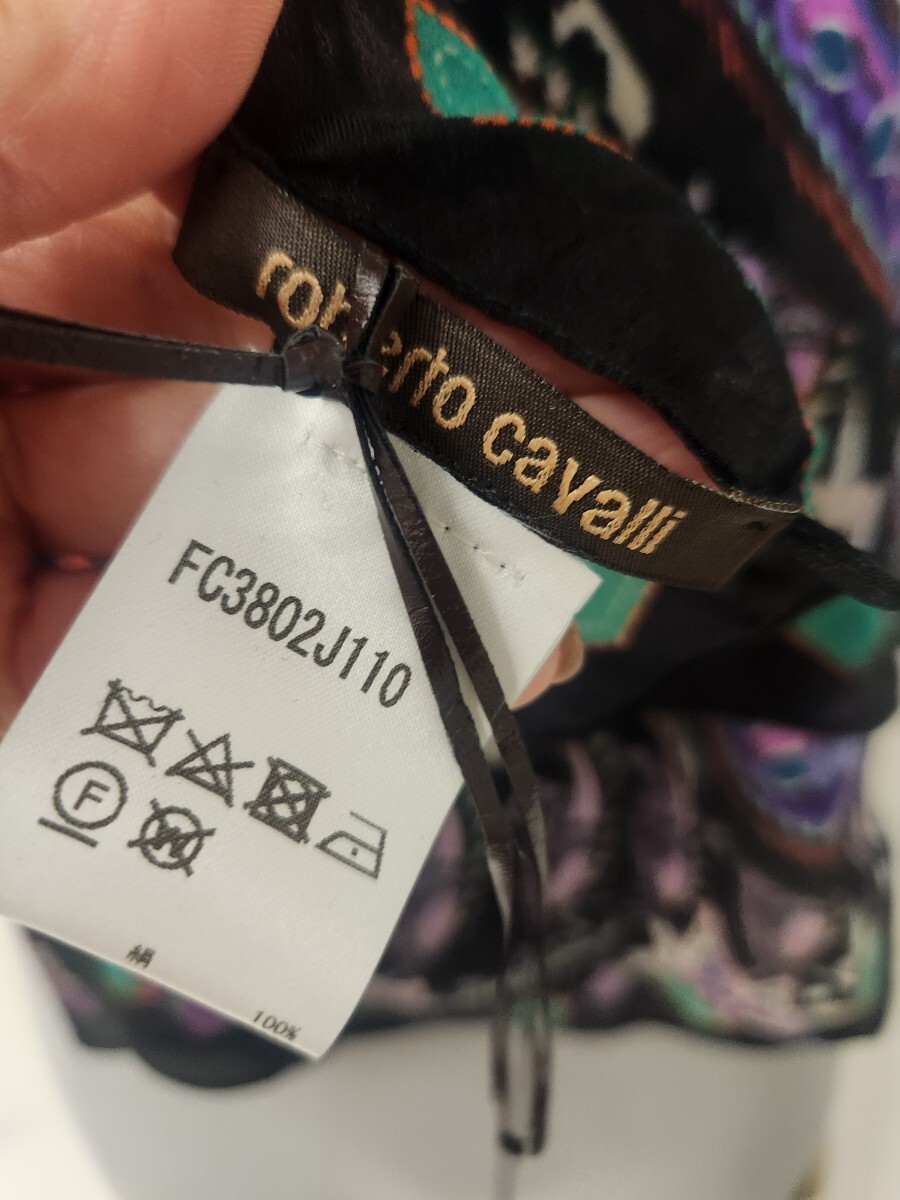 roberto cavalli
FC3802J110
F
W
絹
100%